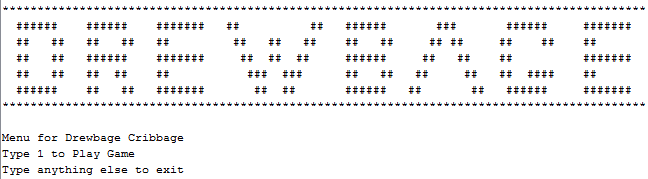 DREWBAGE
Menu for Drewbage Cribbage
Type 1 to Play Game
Type anything else to exit